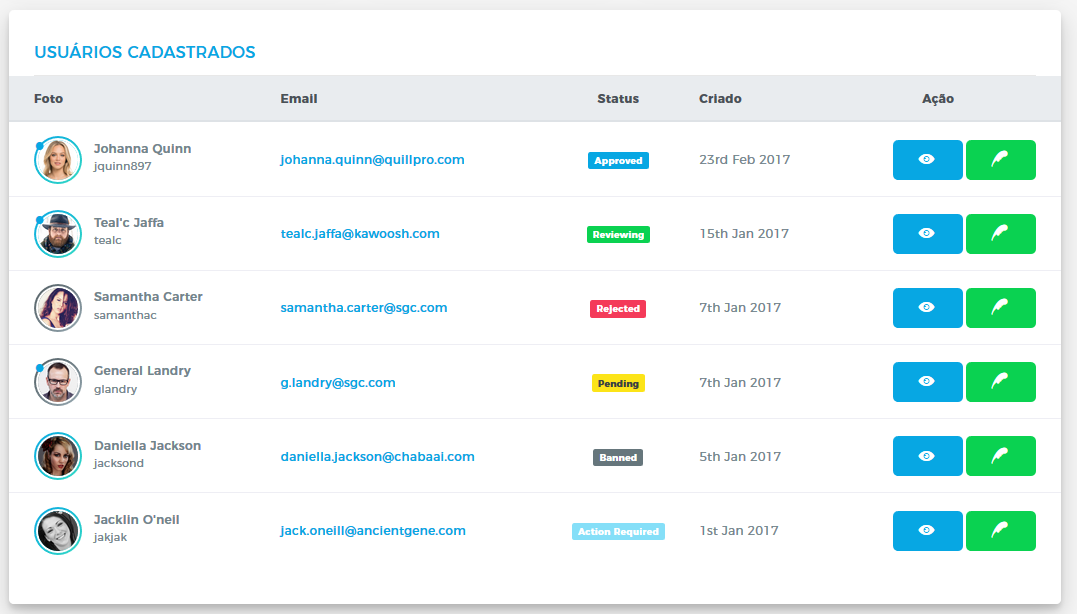 USUÁRIOS CADASTRADOS
Foto Email Status Criado Ação
Johanna Quinn
jquinn897
johanna.quinn@quillpro.com Approved 23rd Feb 2017
Teal'c Jaffa
tealc
tealc.jaffa@kawoosh.com Reviewing 15th Jan 2017
Samantha Carter
samanthac
samantha.carter@sgc.com Rejected 7th Jan 2017
General Landry
glandry
g.landry@sgc.com Pending 7th Jan 2017
Daniella Jackson
jacksond
daniella.jackson@chabaai.com Banned 5th Jan 2017
Jacklin O'neil
jakjak
jack.oneill@ancientgene.com Action Required 1st Jan 2017